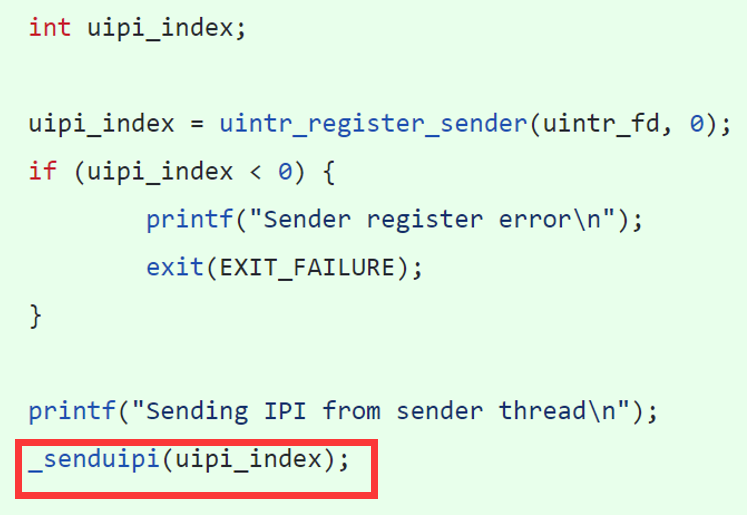 int uipi_index;
uipi_index = uintr_register_sender(uintr_fd, 0);
if (uipi_index < 0) {
printf("Sender register error\n");
exit(EXIT_FAILURE);
}
printf("Sending IPI from sender thread\n");
_senduipi(uipi_index);